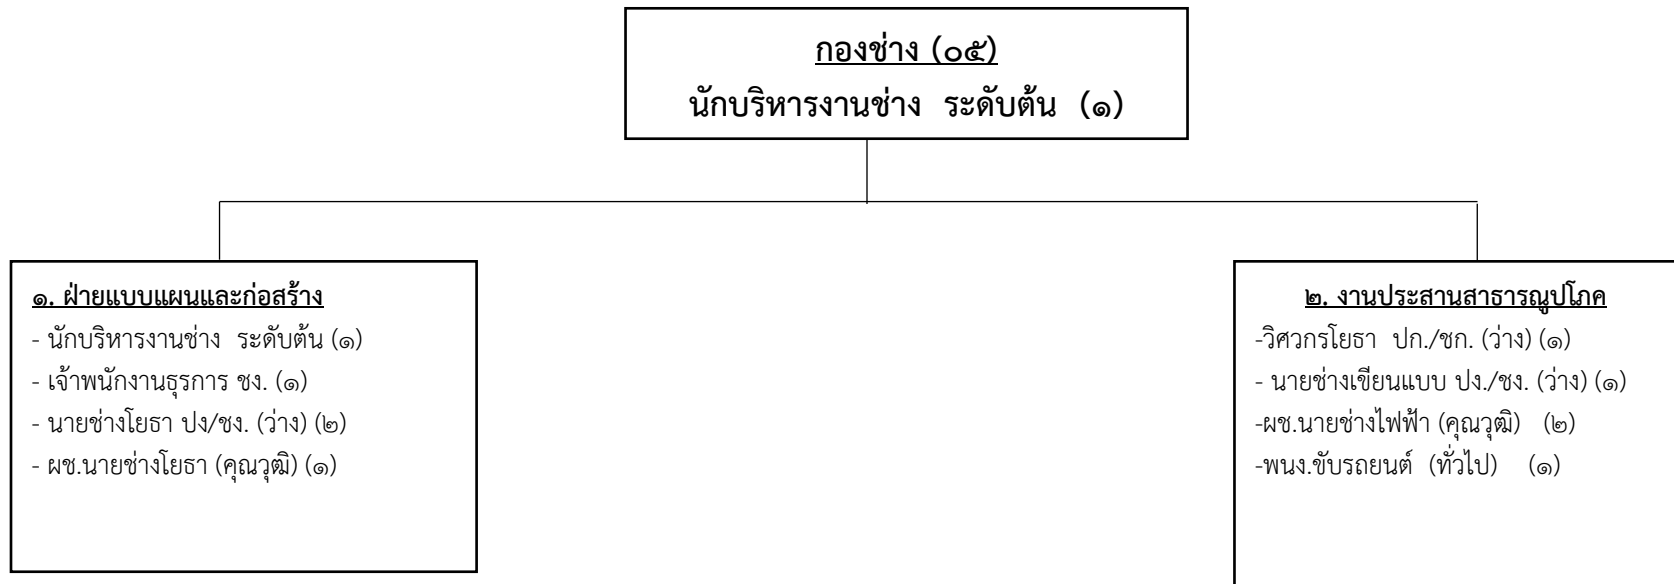 กองช่าง (๐๕)
นักบริหารงานช่าง ระดับต้น (๑)
๑. ฝ่ายแบบแผนและก่อสร้าง
- นักบริหารงานช่าง ระดับต้น (๑)
- เจ้าพนักงานธุรการ ชง. (๑)
- นายช่างโยธา ปง/ชง. (ว่าง) (๒)
- ผช.นายช่างโยธา (คุณวุฒิ) (๑)
๒. งานประสานสาธารณูปโภค
-วิศวกรโยธา ปก./ชก. (ว่าง) (๑)
- นายช่างเขียนแบบ ปง./ชง. (ว่าง) (๑)
-ผช.นายช่างไฟฟ้า (คุณวุฒิ) (๒)
-พนง.ขับรถยนต์ (ทั่วไป) (๑)